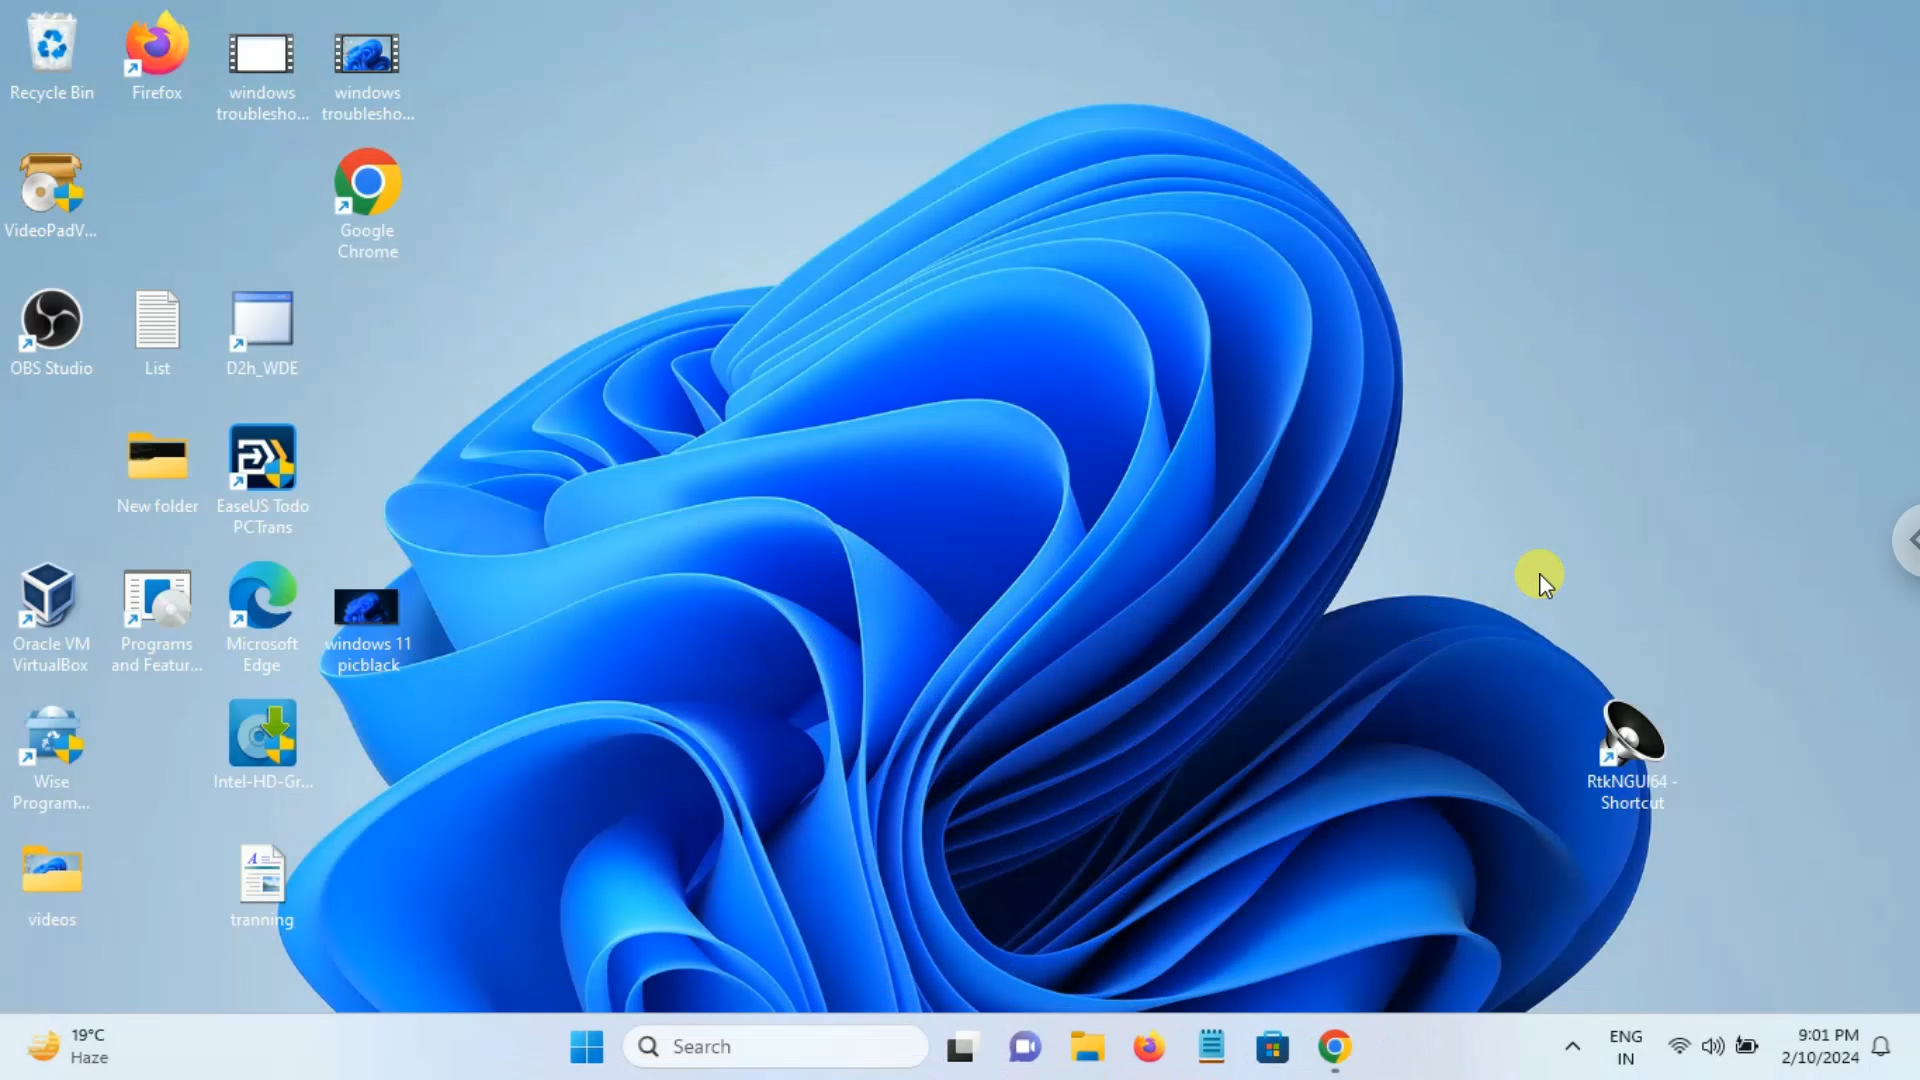 Recycle Bin
Firefox
windows
troublesho...
windows
troublesho...
VideoPadV...
Google
Chrome
OBS Studio
List
D2h_WDE
New folder
EaseUS Todo
PCTrans
Oracle VM
VirtualBox
Programs
and Featur...
Microsoft
Edge
windows 11
picblack
Wise
Program...
Intel-HD-Gr...
RtkNGUI64 -
Shortcut
videos
tranning
19°C
Haze
Search
ENG
IN
9:01 PM
2/10/2024